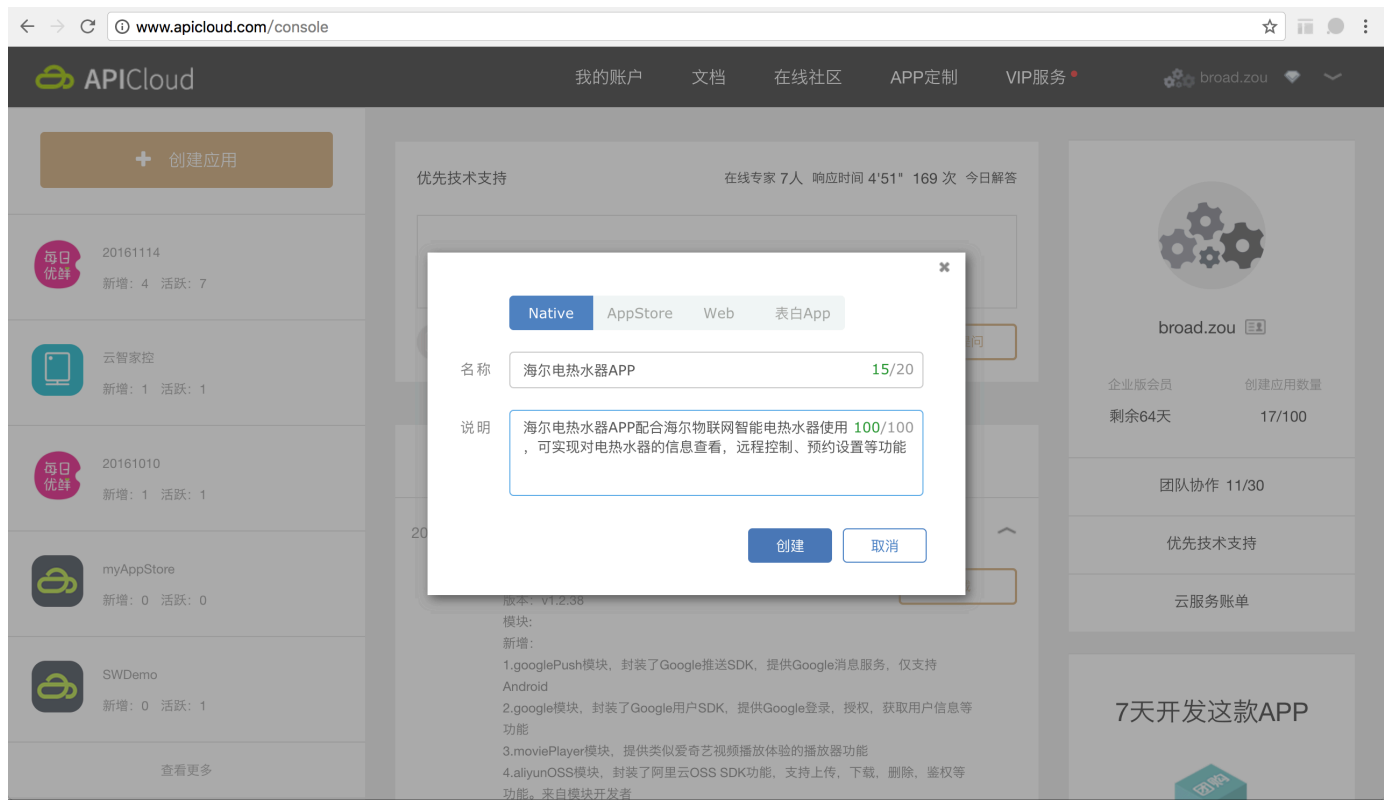 www.apicloud.com/console
APICloud
我的账户 文档 在线社区 APP定制 VIP服务 broad.zou
创建应用
20161114
新增: 4 活跃: 7
云智家控
新增: 1 活跃: 1
20161010
新增: 1 活跃: 1
myAppStore
新增: 0 活跃: 0
SWDemo
新增: 0 活跃: 1
查看更多
每日
优鲜
每日
优鲜
优先技术支持 在线专家 7人 响应时间 4'51" 169 次 今日解答
Native AppStore Web 表白App
名称 海尔电热水器APP 15/20
说明 海尔电热水器APP配合海尔物联网智能电热水器使用 100/100
，可实现对电热水器的信息查看，远程控制、预约设置等功能
创建 取消
问
20
版本: v1.2.38
模块:
新增:
1.googlePush模块，封装了Google推送SDK，提供Google消息服务，仅支持
Android
2.google模块，封装了Google用户SDK，提供Google登录，授权，获取用户信息等
功能
3.moviePlayer模块，提供类似爱奇艺视频播放体验的播放器功能
4.aliyunOSS模块，封装了阿里云OSS SDK功能，支持上传，下载，删除，鉴权等
功能。来自模块开发者
broad.zou
企业版会员 创建应用数量
剩余64天 17/100
团队协作 11/30
优先技术支持
云服务账单
7天开发这款APP
团购